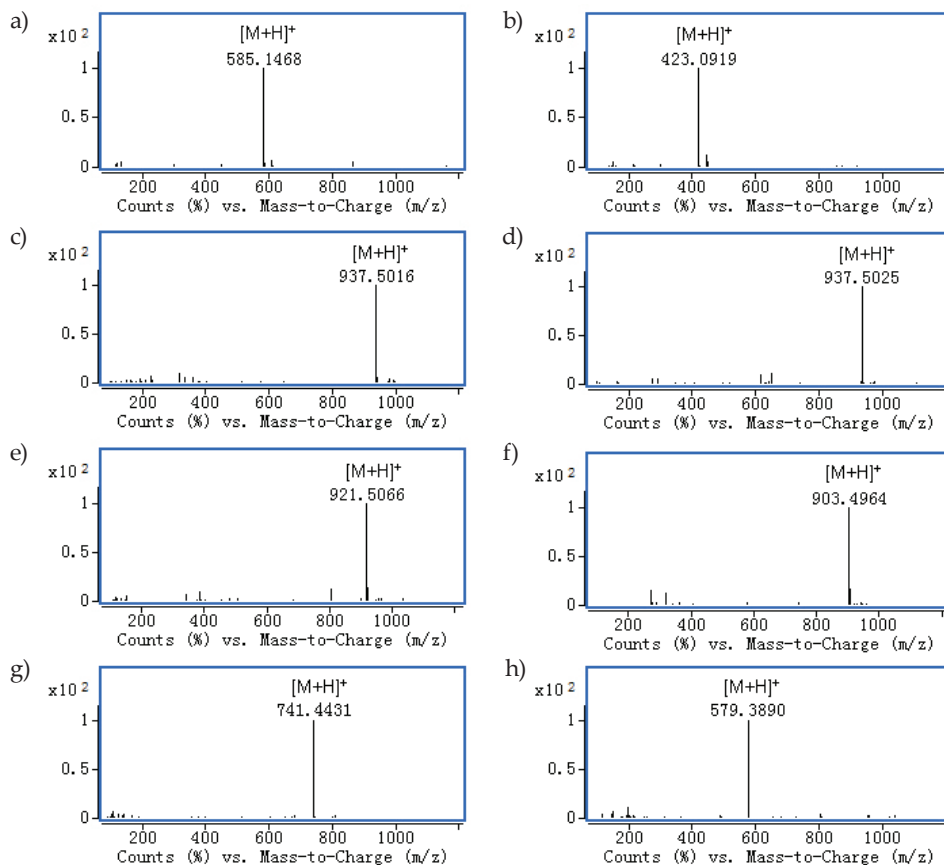 a)
x10 2
[M+H]+
585.1468
1
0.5
0
200 400 600 800 1000
Counts (%) vs. Mass-to-Charge (m/z)
b)
x10 2
[M+H]+
423.0919
1
0.5
0
200 400 600 800 1000
Counts (%) vs. Mass-to-Charge (m/z)
c)
x10 2
[M+H]+
937.5016
1
0.5
0
200 400 600 800 1000
Counts (%) vs. Mass-to-Charge (m/z)
d)
x10 2
[M+H]+
937.5025
1
0.5
0
200 400 600 800 1000
Counts (%) vs. Mass-to-Charge (m/z)
e)
x10 2
[M+H]+
921.5066
1
0.5
0
200 400 600 800 1000
Counts (%) vs. Mass-to-Charge (m/z)
f)
x10 2
[M+H]+
903.4964
1
0.5
0
200 400 600 800 1000
Counts (%) vs. Mass-to-Charge (m/z)
g)
x10 2
[M+H]+
741.4431
1
0.5
0
200 400 600 800 1000
Counts (%) vs. Mass-to-Charge (m/z)
h)
x10 2
[M+H]+
579.3890
1
0.5
0
200 400 600 800 1000
Counts (%) vs. Mass-to-Charge (m/z)